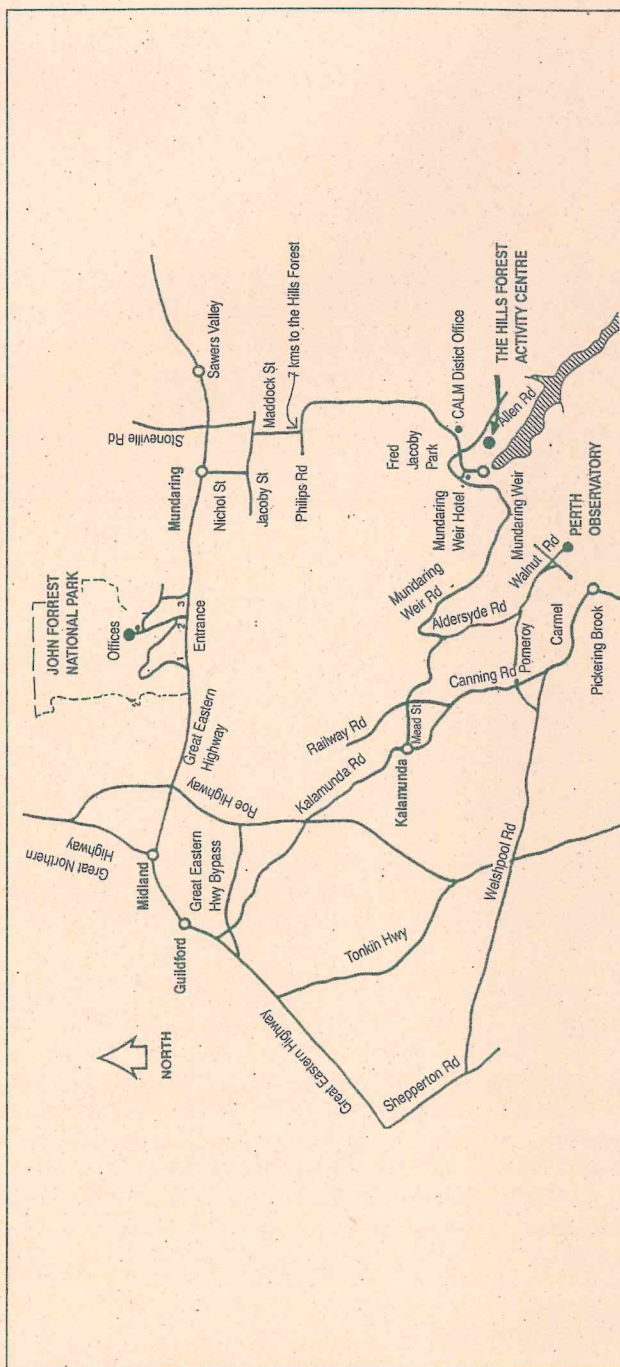 NORTH
Great Northern
Highway
Midland
Guildford
Great Eastern
Hwy Bypass
Roe Highway
Great Eastern
Highway
JOHN FORREST
NATIONAL PARK
Offices
1
2
3
Entrance
Stoneville Rd
Mundaring
Sawers Valley
Nichol St
Jacoby St
Maddock St
7 kms to the Hills Forest
Philips Rd
Great Eastern Highway
Tonkin Hwy
Shepperton Rd
Welshpool Rd
Kalamunda Rd
Railway Rd
Kalamunda
Mead St
Canning Rd
Mundaring
Weir Rd
Aldersyde Rd
Pomeroy
Carmel
Walnut Rd
Pickering Brook
PERTH
OBSERVATORY
Fred
Jacoby
Park
Mundaring
Weir Hotel
Mundaring Weir
CALM Distict Office
THE HILLS FOREST
ACTIVITY CENTRE
Allen Rd